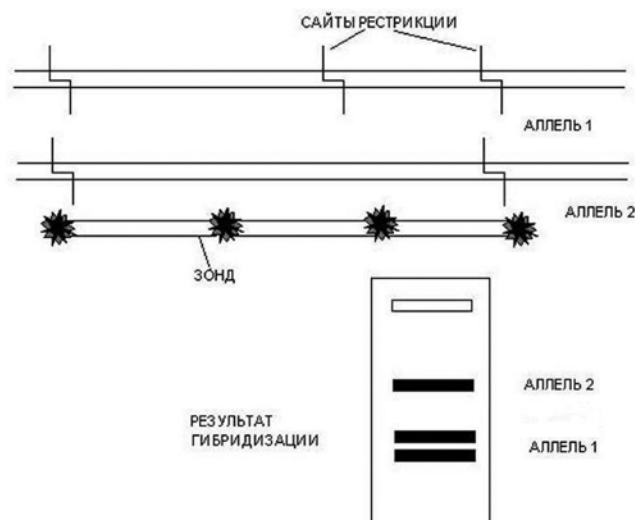 САЙТЫ РЕСТРИКЦИИ
АЛЛЕЛЬ 1
АЛЛЕЛЬ 2
ЗОНД
АЛЛЕЛЬ 2
РЕЗУЛЬТАТ
ГИБРИДИЗАЦИИ
АЛЛЕЛЬ 1